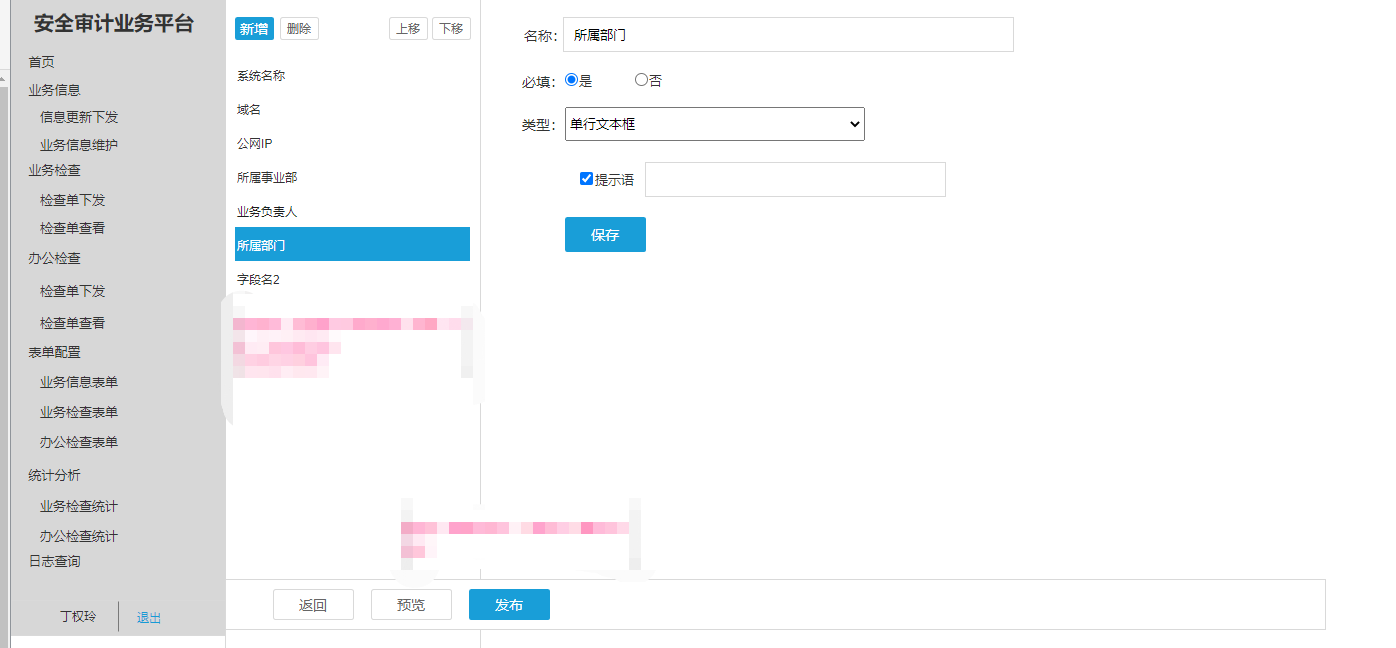 安全审计业务平台
首页
业务信息
信息更新下发
业务信息维护
业务检查
检查单下发
检查单查看
办公检查
检查单下发
检查单查看
表单配置
业务信息表单
业务检查表单
办公检查表单
统计分析
业务检查统计
办公检查统计
日志查询
丁权玲 退出
新增 删除 上移 下移
系统名称
域名
公网IP
所属事业部
业务负责人
所属部门
字段名2
名称： 所属部门
必填： 是 否
类型： 单行文本框
提示语
保存
返回 预览 发布